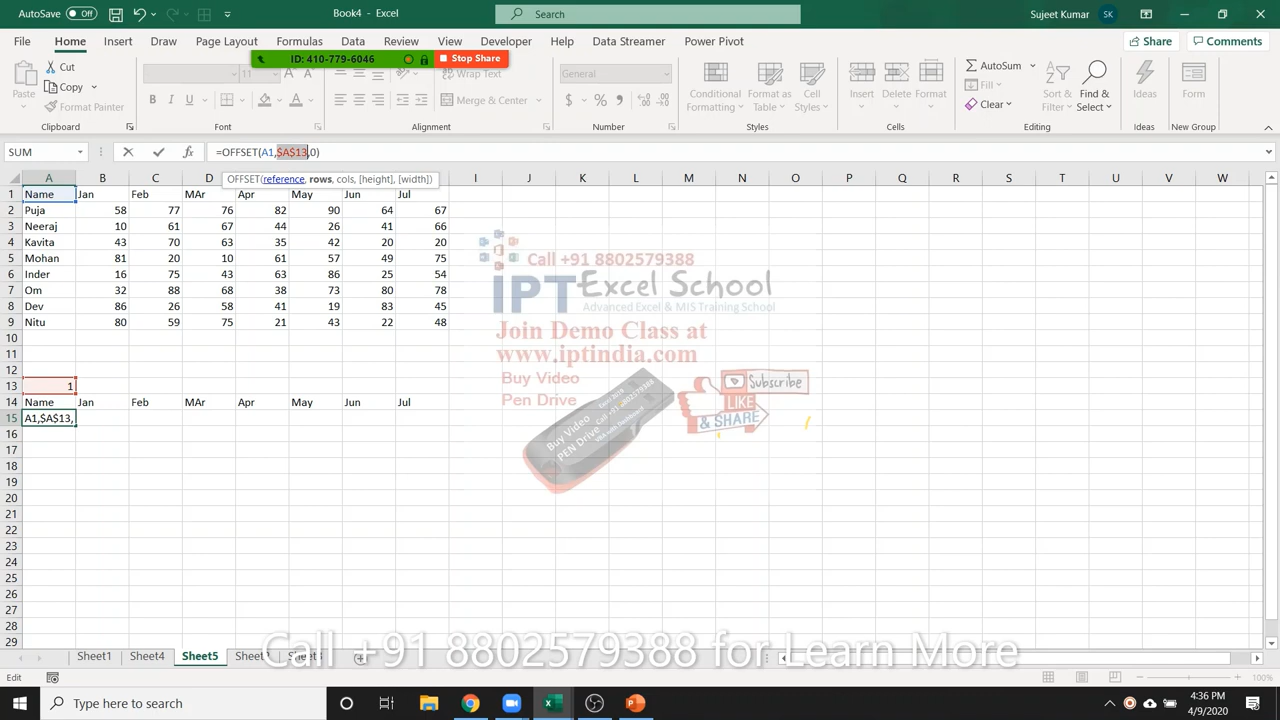 AutoSave Off Book4 - Excel Search Sujeet Kumar SK
File Home Insert Draw Page Layout Formulas Data Review View Developer Help Data Streamer Power Pivot Share Comments
ID: 410-779-6046 Stop Share
Paste Cut Copy Format Painter Clipboard
11 A A B I U A Font
Wrap Text Merge & Center Alignment
General $ % Number
Conditional Formatting Format as Table Cell Styles Styles
Insert Delete Format Cells
AutoSum Fill Clear Sort & Filter Find & Select Editing
Ideas Ideas
Form New Group
SUM fx =OFFSET(A1,$A$13,0)
OFFSET(reference, rows, cols, [height], [width])
A B C D H I J K L M N O P Q R S T U V W
1 Name Jan Feb MAr Apr May Jun Jul
2 Puja 58 77 76 82 90 64 67
3 Neeraj 10 61 67 44 26 41 66
4 Kavita 43 70 63 35 42 20 20
5 Mohan 81 20 10 61 57 49 75
6 Inder 16 75 43 63 86 25 54
7 Om 32 88 68 38 73 80 78
8 Dev 86 26 58 41 19 83 45
9 Nitu 80 59 75 21 43 22 48
10
11
12
13 1
14 Name Jan Feb MAr Apr May Jun Jul
15 A1,$A$13,
16
17
18
19
20
21
22
23
24
25
26
27
28
29
Call +91 8802579388
IPT Excel School
Advanced Excel & MIS Training School
Join Demo Class at
www.iptindia.com
Buy Video
Pen Drive
Buy Video
PEN Drive
Subscribe
LIKE
& SHARE
Call +91 8802579388 for Learn More
Sheet1 Sheet4 Sheet5
Edit 100%
Type here to search
4:36 PM
4/9/2020